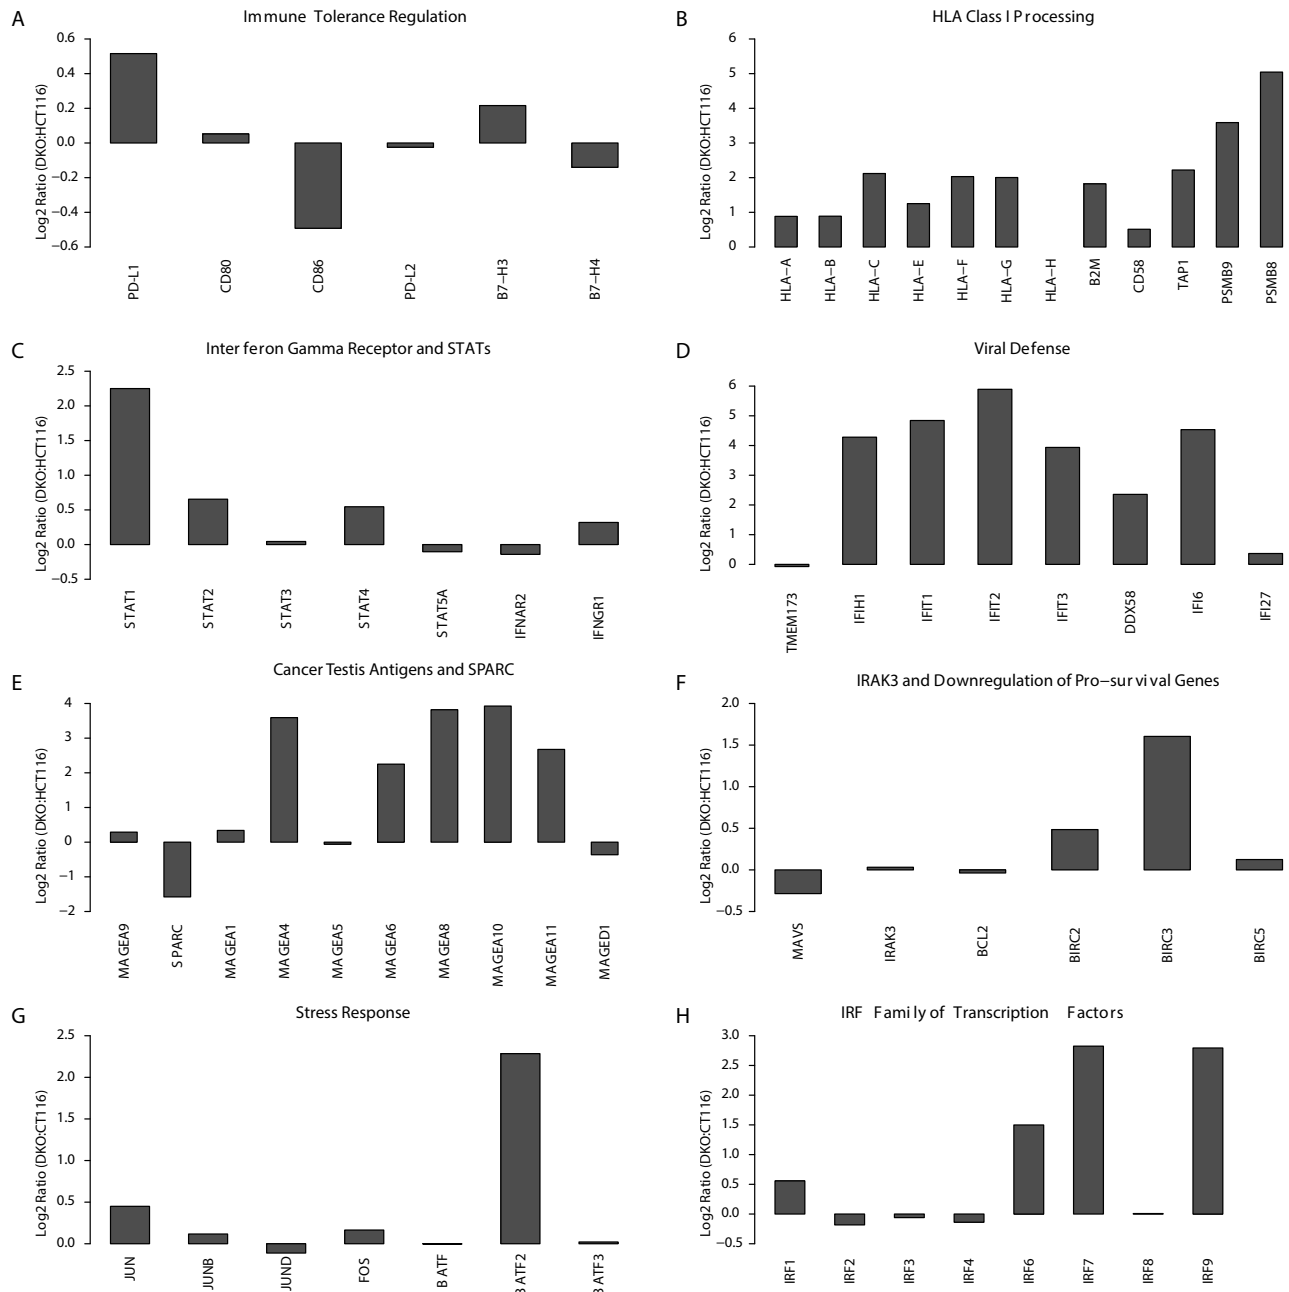 A
Immune Tolerance Regulation
Log2 Ratio (DKO:HCT116)
0.6
0.4
0.2
0.0
−0.2
−0.4
−0.6
PD-L1
CD80
CD86
PD-L2
B7−H3
B7−H4
B
HLA Class I Processing
Log2 Ratio (DKO:HCT116)
6
5
4
3
2
1
0
HLA−A
HLA−B
HLA−C
HLA−E
HLA−F
HLA−G
HLA−H
B2M
CD58
TAP1
PSMB9
PSMB8
C
Inter feron Gamma Receptor and STATs
Log2 Ratio (DKO:HCT116)
2.5
2.0
1.5
1.0
0.5
0.0
−0.5
STAT1
STAT2
STAT3
STAT4
STAT5A
IFNAR2
IFNGR1
D
Viral Defense
Log2 Ratio (DKO:HCT116)
6
5
4
3
2
1
0
TMEM173
IFIH1
IFIT1
IFIT2
IFIT3
DDX58
IFI6
IFI27
E
Cancer Testis Antigens and SPARC
Log2 Ratio (DKO:HCT116)
4
3
2
1
0
−1
−2
MAGEA9
SPARC
MAGEA1
MAGEA4
MAGEA5
MAGEA6
MAGEA8
MAGEA10
MAGEA11
MAGED1
F
IRAK3 and Downregulation of Pro−survival Genes
Log2 Ratio (DKO:HCT116)
2.0
1.5
1.0
0.5
0.0
−0.5
MAVS
IRAK3
BCL2
BIRC2
BIRC3
BIRC5
G
Stress Response
Log2 Ratio (DKO:CT116)
2.5
2.0
1.5
1.0
0.5
0.0
JUN
JUNB
JUND
FOS
BATF
BATF2
BATF3
H
IRF Family of Transcription Factors
Log2 Ratio (DKO:CT116)
3.0
2.5
2.0
1.5
1.0
0.5
0.0
−0.5
IRF1
IRF2
IRF3
IRF4
IRF6
IRF7
IRF8
IRF9